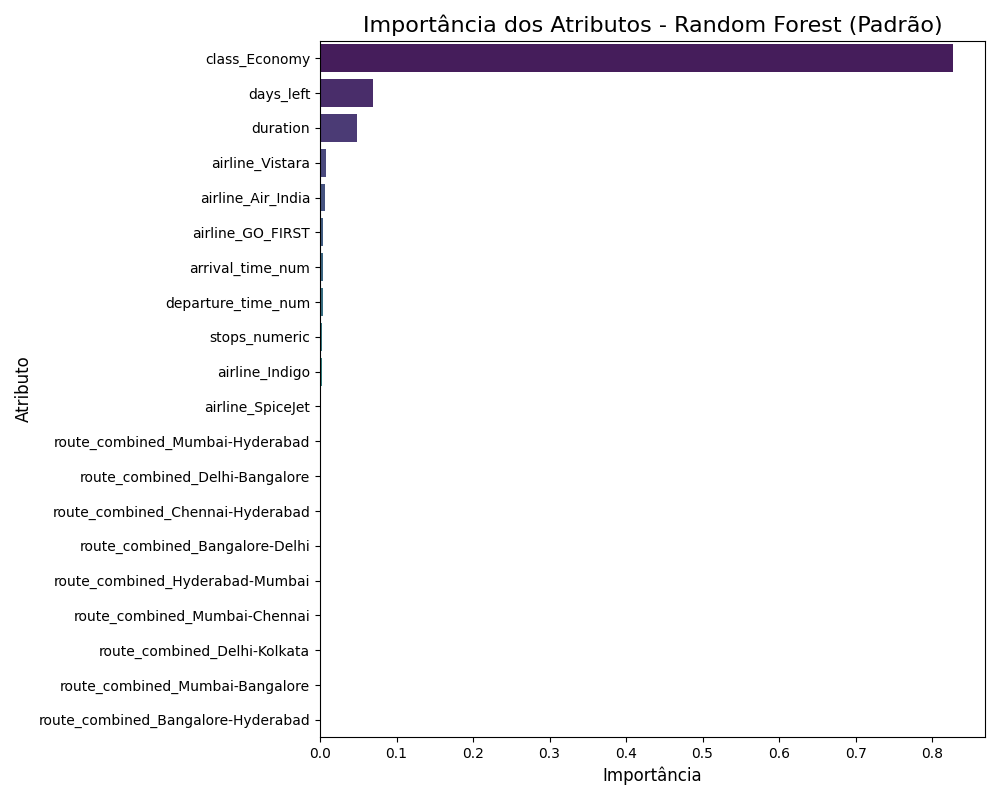 Importância dos Atributos - Random Forest (Padrão)
class_Economy
days_left
duration
airline_Vistara
airline_Air_India
airline_GO_FIRST
arrival_time_num
departure_time_num
stops_numeric
airline_Indigo
airline_SpiceJet
route_combined_Mumbai-Hyderabad
route_combined_Delhi-Bangalore
route_combined_Chennai-Hyderabad
route_combined_Bangalore-Delhi
route_combined_Hyderabad-Mumbai
route_combined_Mumbai-Chennai
route_combined_Delhi-Kolkata
route_combined_Mumbai-Bangalore
route_combined_Bangalore-Hyderabad
Atributo
0.0 0.1 0.2 0.3 0.4 0.5 0.6 0.7 0.8
Importância